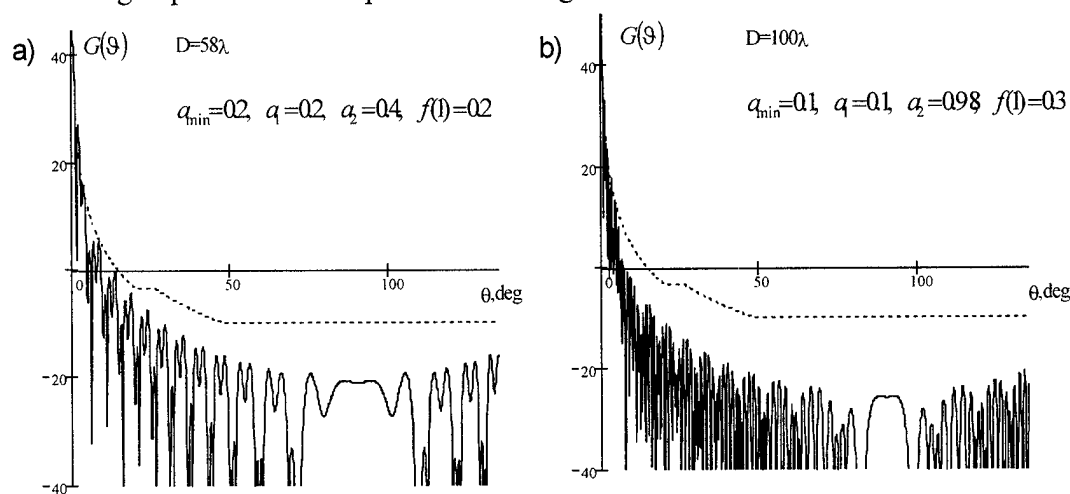 a) G(ϑ) D=58λ
a_min=0.2, a_1=0.2, a_2=0.4, f(1)=0.2
40
20
0 50 100
θ,deg
−20
−40
b) G(ϑ) D=100λ
a_min=0.1, a_1=0.1, a_2=0.98, f(1)=0.3
40
20
0 50 100
θ,deg
−20
−40